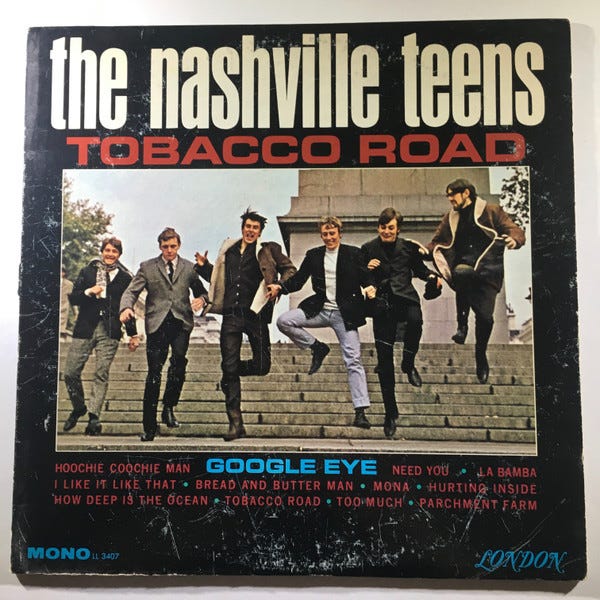 the nashville teens
TOBACCO ROAD
HOOCHIE COOCHIE MAN GOOGLE EYE NEED YOU • LA BAMBA
I LIKE IT LIKE THAT • BREAD AND BUTTER MAN • MONA • HURTING INSIDE
HOW DEEP IS THE OCEAN • TOBACCO ROAD • TOO MUCH • PARCHMENT FARM
MONO LL 3407
LONDON